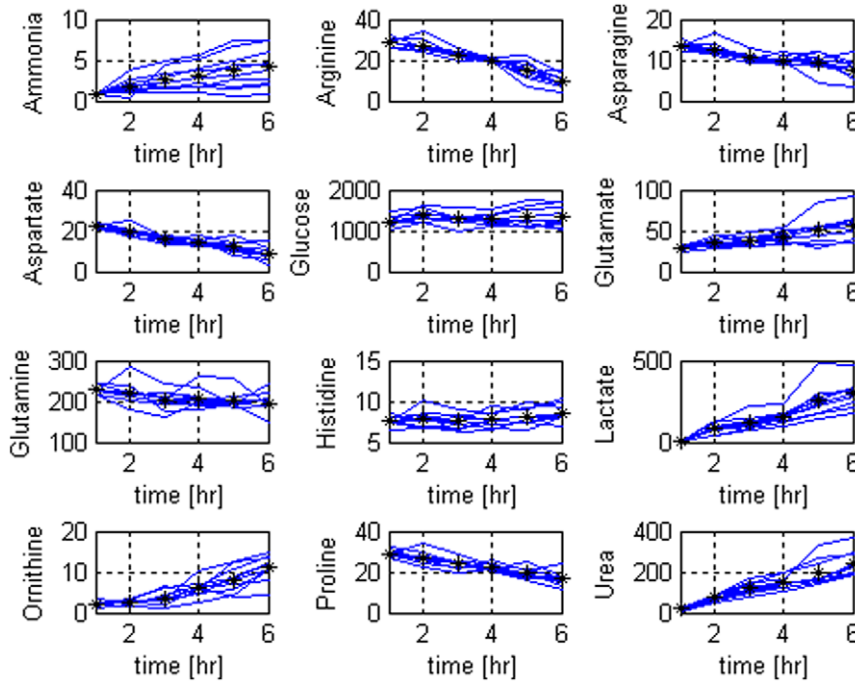 Ammonia
10
5
0
2 4 6
time [hr]
Arginine
40
20
0
2 4 6
time [hr]
Asparagine
20
10
0
2 4 6
time [hr]
Aspartate
40
20
0
2 4 6
time [hr]
Glucose
2000
1000
0
2 4 6
time [hr]
Glutamate
100
50
0
2 4 6
time [hr]
Glutamine
300
200
100
2 4 6
time [hr]
Histidine
15
10
5
2 4 6
time [hr]
Lactate
500
0
2 4 6
time [hr]
Ornithine
20
10
0
2 4 6
time [hr]
Proline
40
20
0
2 4 6
time [hr]
Urea
400
200
0
2 4 6
time [hr]